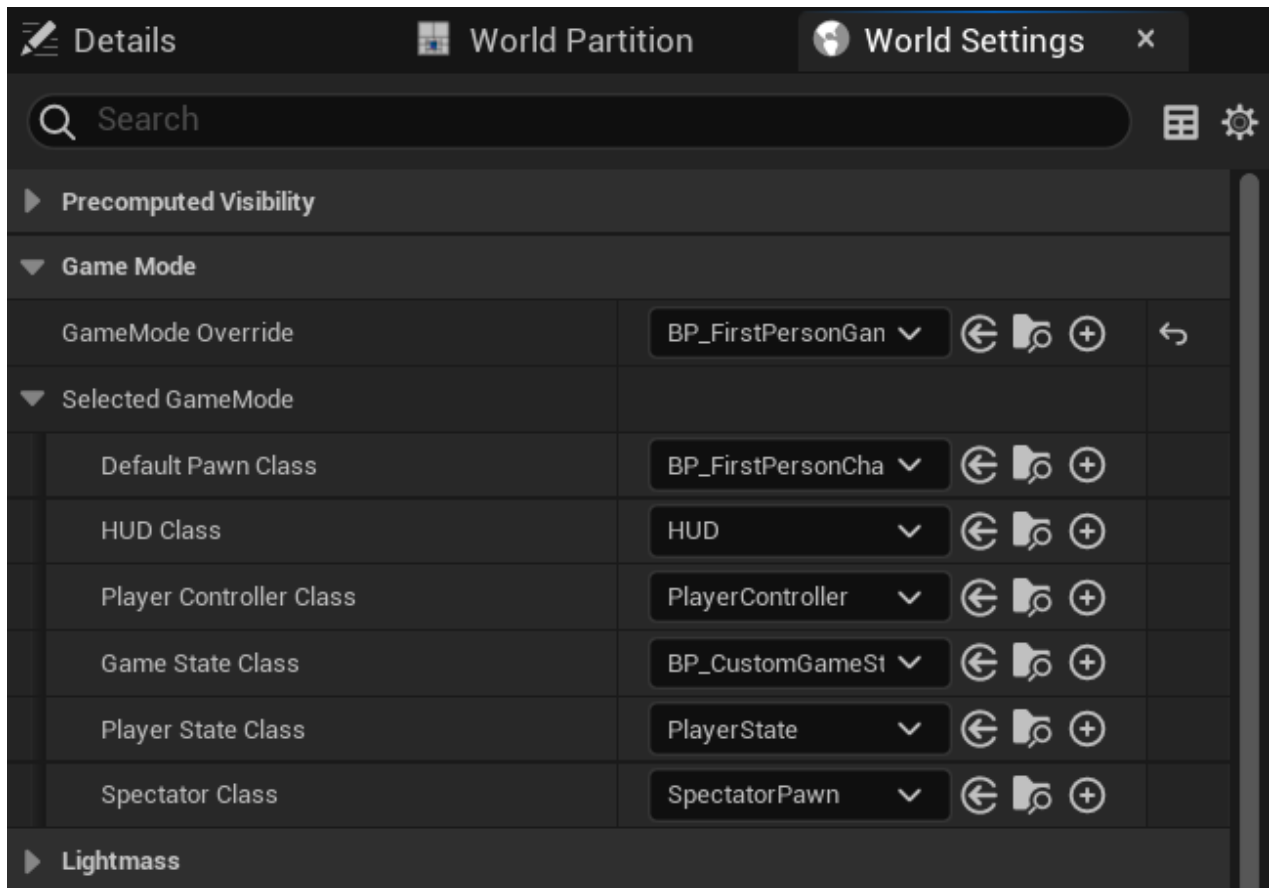 Details World Partition World Settings
Search
Precomputed Visibility
Game Mode
GameMode Override BP_FirstPersonGan
Selected GameMode
Default Pawn Class BP_FirstPersonCha
HUD Class HUD
Player Controller Class PlayerController
Game State Class BP_CustomGameSt
Player State Class PlayerState
Spectator Class SpectatorPawn
Lightmass